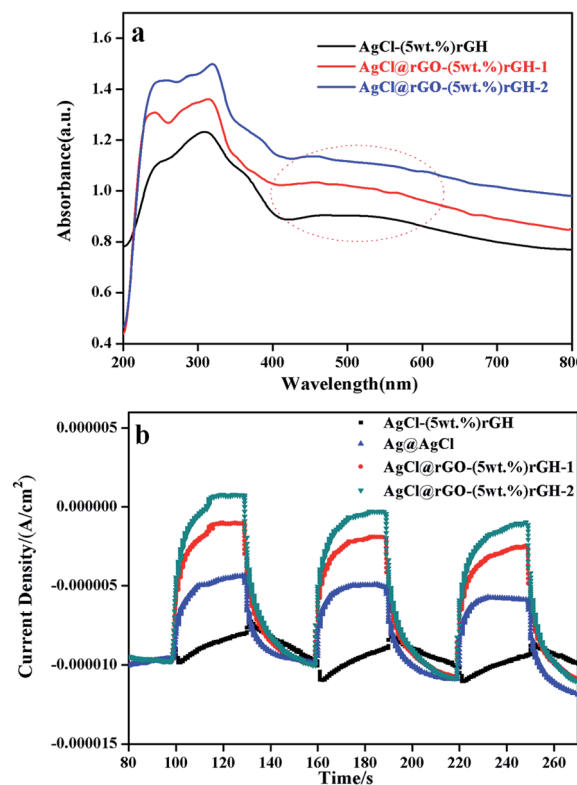 a
AgCl-(5wt.%)rGH
AgCl@rGO-(5wt.%)rGH-1
AgCl@rGO-(5wt.%)rGH-2
Absorbance(a.u.)
1.6
1.4
1.2
1.0
0.8
0.6
0.4
200 300 400 500 600 700 800
Wavelength(nm)
b
AgCl-(5wt.%)rGH
Ag@AgCl
AgCl@rGO-(5wt.%)rGH-1
AgCl@rGO-(5wt.%)rGH-2
Current Density/(A/cm²)
0.000005
0.000000
-0.000005
-0.000010
-0.000015
80 100 120 140 160 180 200 220 240 260
Time/s